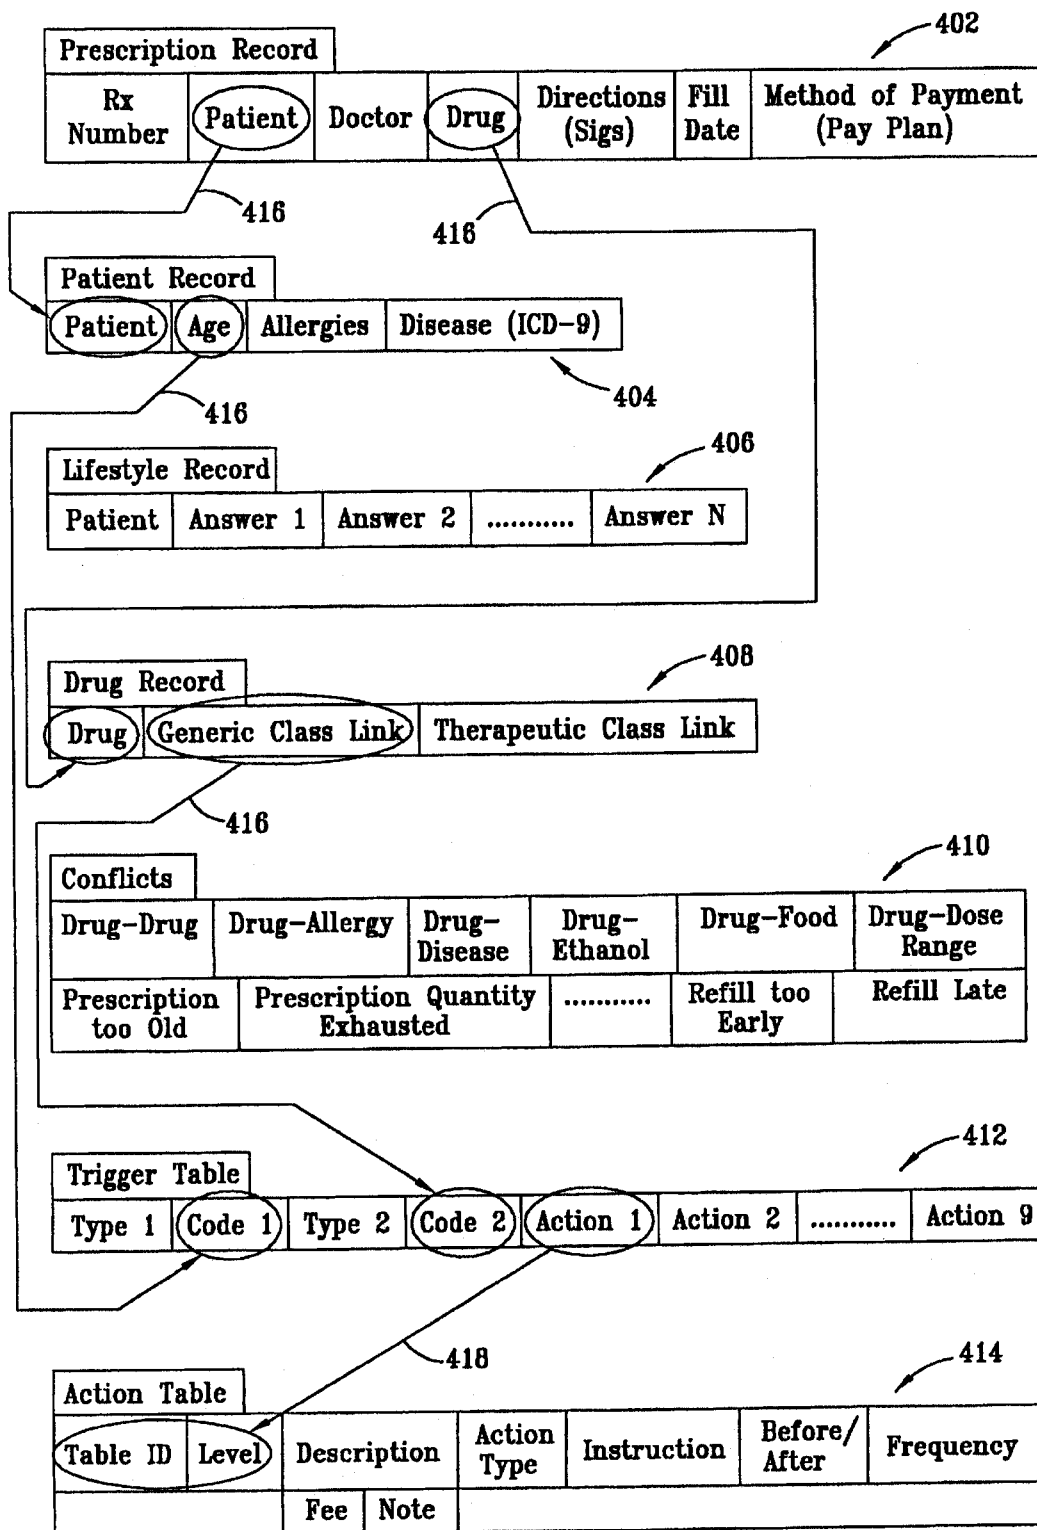 402
Prescription Record
Rx Number Patient Doctor Drug Directions (Sigs) Fill Date Method of Payment (Pay Plan)
416 416
Patient Record
Patient Age Allergies Disease (ICD-9)
404
416
406
Lifestyle Record
Patient Answer 1 Answer 2 ........... Answer N
408
Drug Record
Drug Generic Class Link Therapeutic Class Link
416
410
Conflicts
Drug-Drug Drug-Allergy Drug-Disease Drug-Ethanol Drug-Food Drug-Dose Range
Prescription too Old Prescription Quantity Exhausted ........... Refill too Early Refill Late
412
Trigger Table
Type 1 Code 1 Type 2 Code 2 Action 1 Action 2 ........... Action 9
418
414
Action Table
Table ID Level Description Action Type Instruction Before/After Frequency
Fee Note